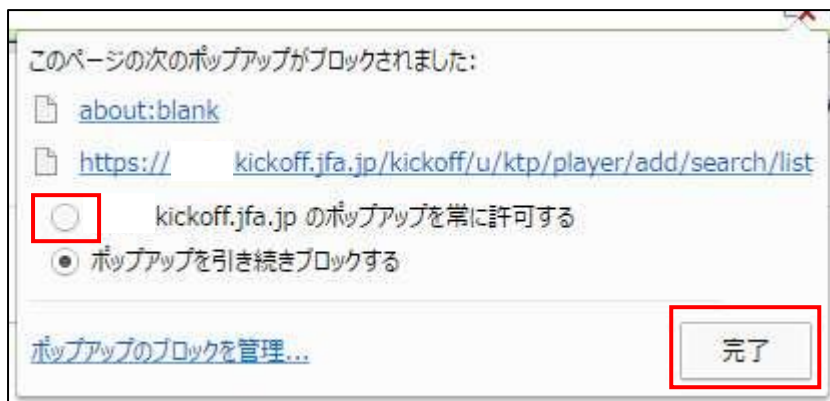 このページの次のポップアップがブロックされました:
about:blank
https:// kickoff.jfa.jp/kickoff/u/ktp/player/add/search/list
kickoff.jfa.jp のポップアップを常に許可する
ポップアップを引き続きブロックする
ポップアップのブロックを管理...
完了